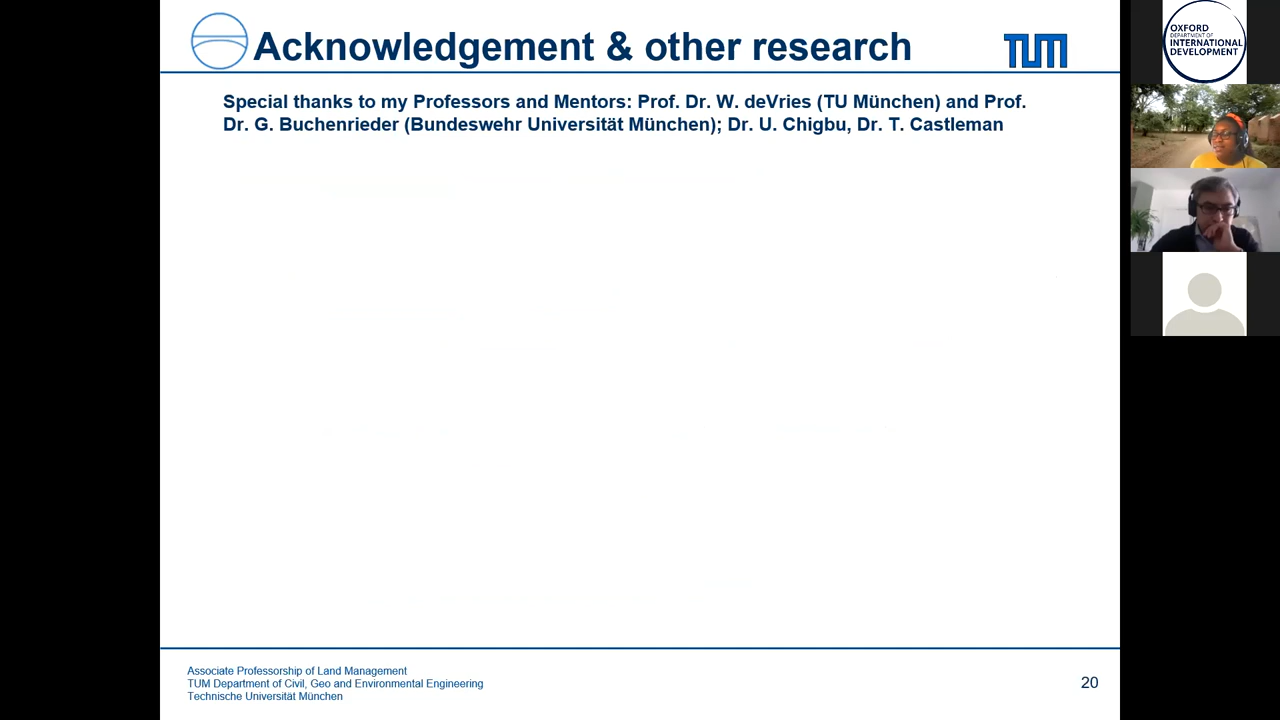 Acknowledgement & other research
TUM
Special thanks to my Professors and Mentors: Prof. Dr. W. deVries (TU München) and Prof.
Dr. G. Buchenrieder (Bundeswehr Universität München); Dr. U. Chigbu, Dr. T. Castleman
Associate Professorship of Land Management
TUM Department of Civil, Geo and Environmental Engineering
Technische Universität München
20
OXFORD
DEPARTMENT OF
INTERNATIONAL
DEVELOPMENT